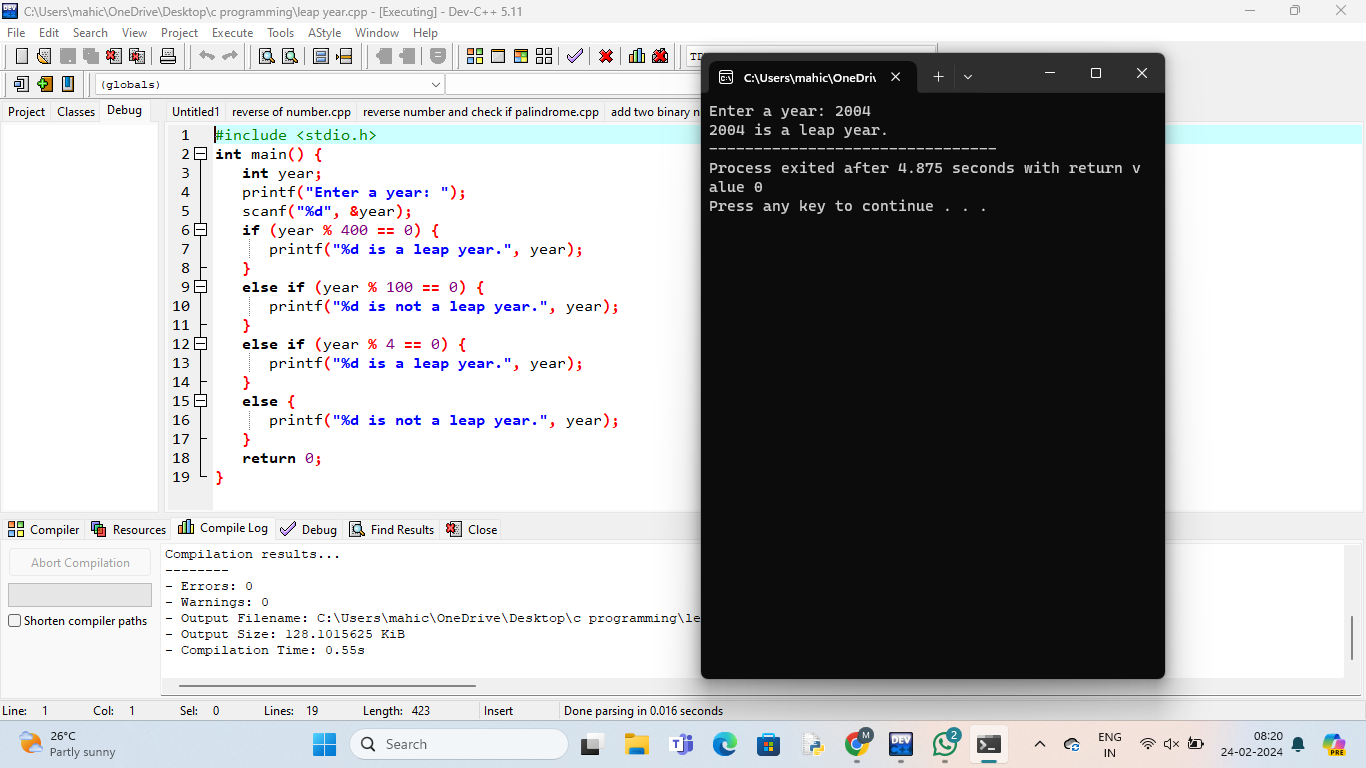 C:\Users\mahic\OneDrive\Desktop\c programming\leap year.cpp - [Executing] - Dev-C++ 5.11
File Edit Search View Project Execute Tools AStyle Window Help
(globals)
Project Classes Debug
Untitled1 reverse of number.cpp reverse number and check if palindrome.cpp add two binary n
1 #include <stdio.h>
2 int main() {
3 int year;
4 printf("Enter a year: ");
5 scanf("%d", &year);
6 if (year % 400 == 0) {
7 printf("%d is a leap year.", year);
8 }
9 else if (year % 100 == 0) {
10 printf("%d is not a leap year.", year);
11 }
12 else if (year % 4 == 0) {
13 printf("%d is a leap year.", year);
14 }
15 else {
16 printf("%d is not a leap year.", year);
17 }
18 return 0;
19 }
C:\Users\mahic\OneDri
Enter a year: 2004
2004 is a leap year.
--------------------------------
Process exited after 4.875 seconds with return v
alue 0
Press any key to continue . . .
Compiler Resources Compile Log Debug Find Results Close
Abort Compilation
Shorten compiler paths
Compilation results...
--------
- Errors: 0
- Warnings: 0
- Output Filename: C:\Users\mahic\OneDrive\Desktop\c programming\le
- Output Size: 128.1015625 KiB
- Compilation Time: 0.55s
Line: 1 Col: 1 Sel: 0 Lines: 19 Length: 423 Insert Done parsing in 0.016 seconds
26°C
Partly sunny
Search
M
DEV
2
ENG
IN
08:20
24-02-2024
PRE